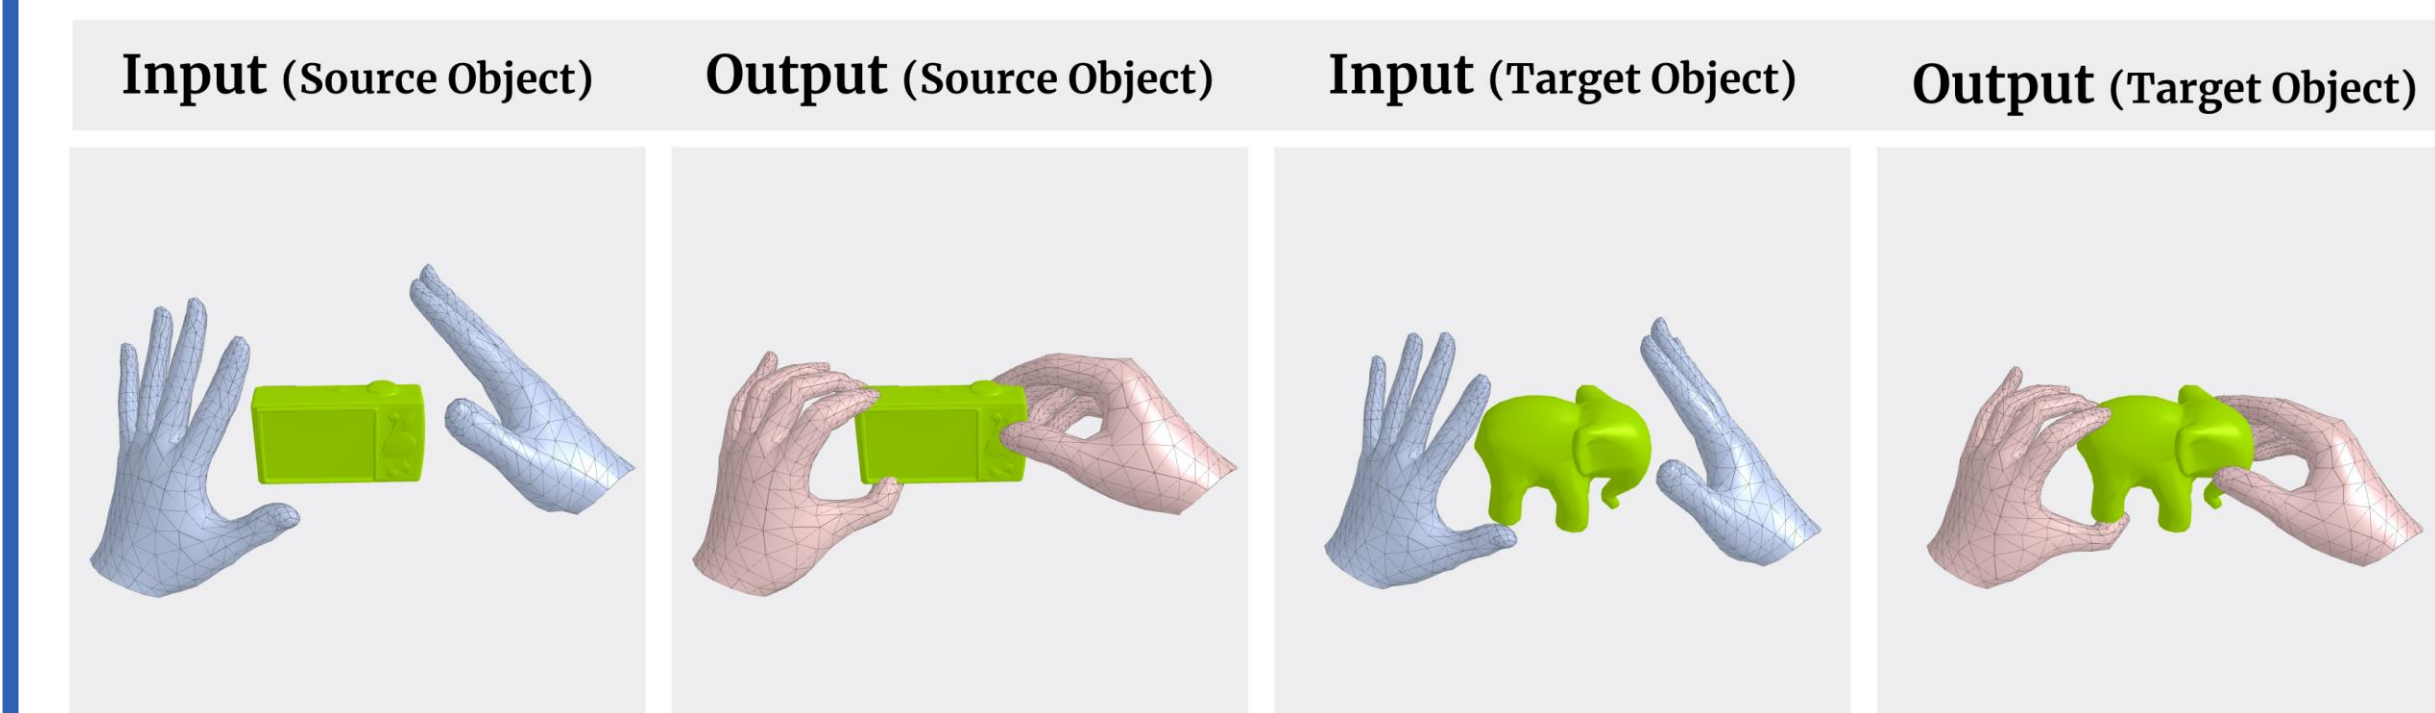 Input (Source Object)
Output (Source Object)
Input (Target Object)
Output (Target Object)